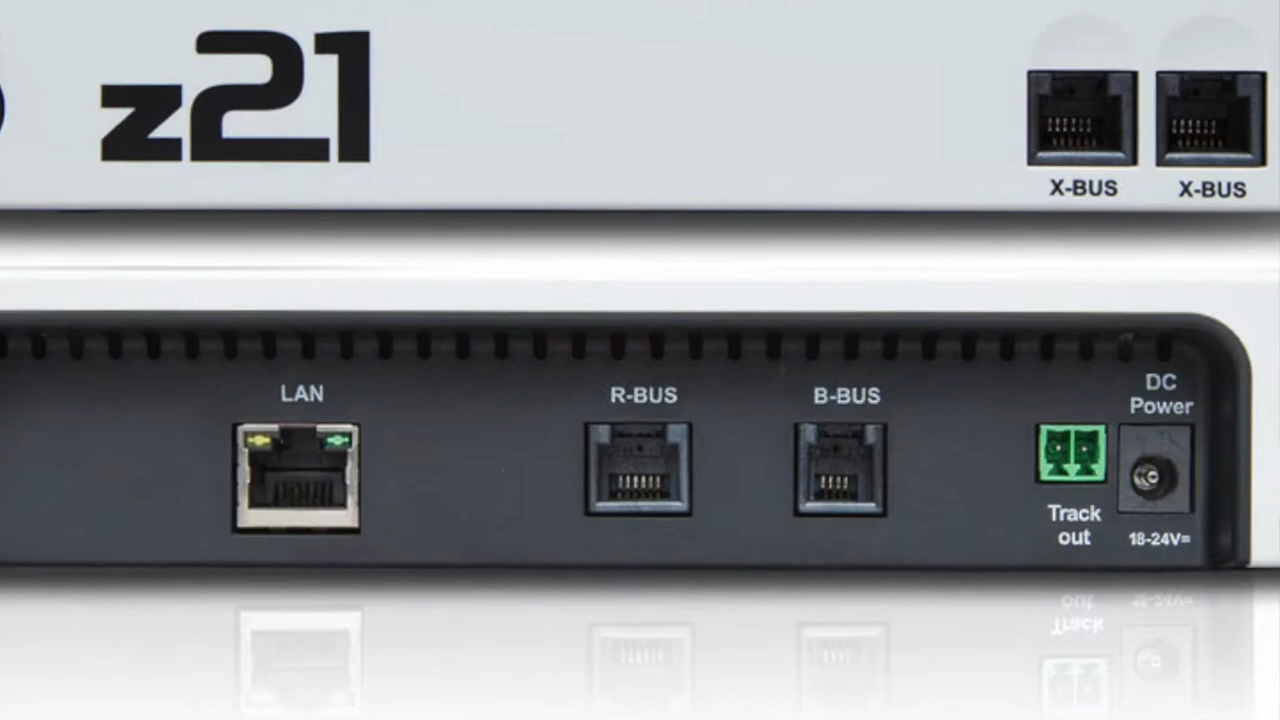 z21
X-BUS
X-BUS
LAN
R-BUS
B-BUS
DC
Power
Track
out
18-24V=